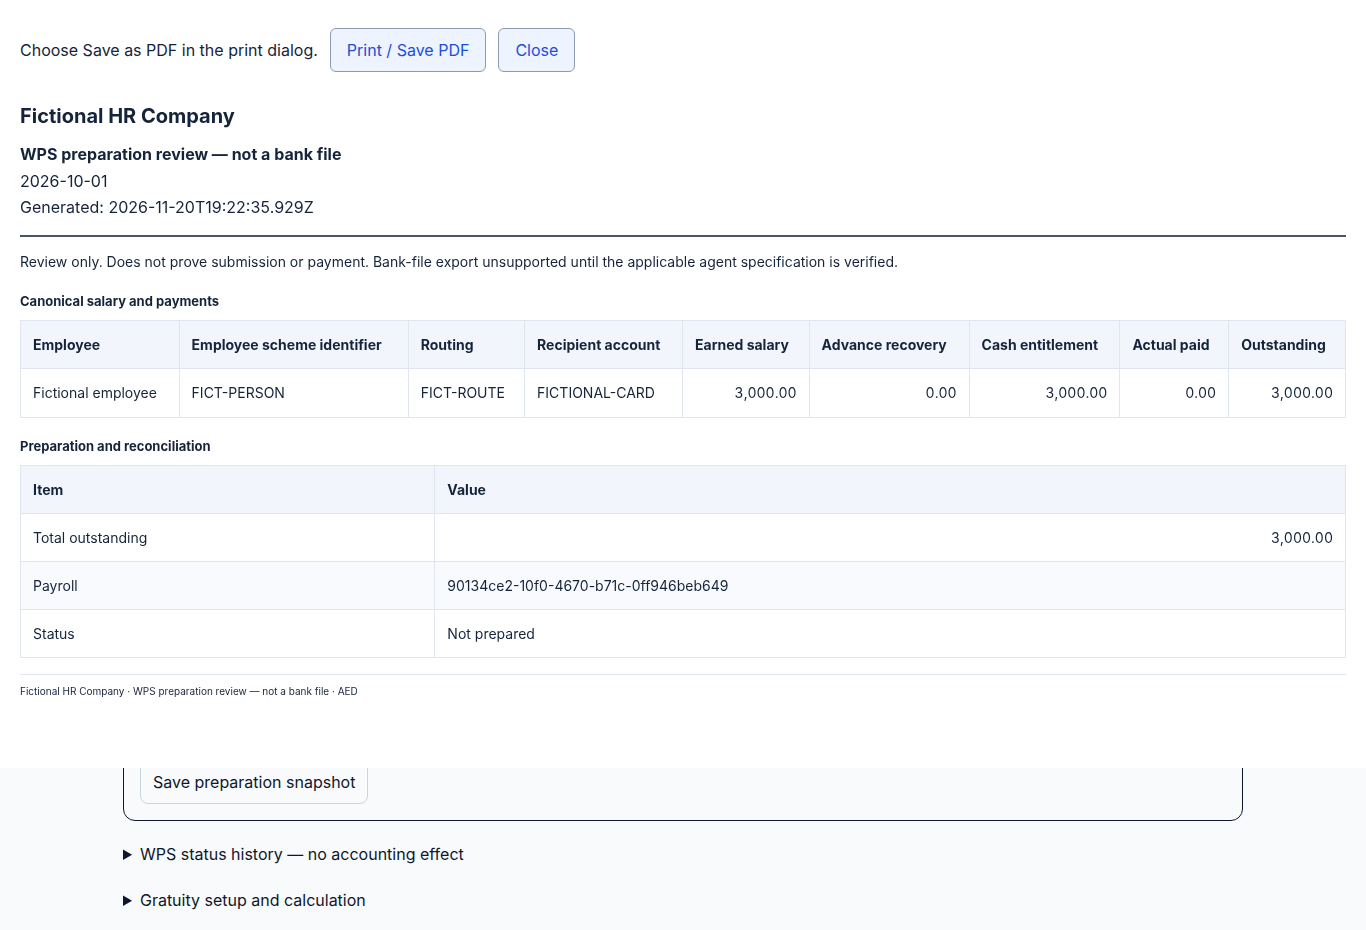 Choose Save as PDF in the print dialog. Print / Save PDF Close
Fictional HR Company
WPS preparation review — not a bank file
2026-10-01
Generated: 2026-11-20T19:22:35.929Z
Review only. Does not prove submission or payment. Bank-file export unsupported until the applicable agent specification is verified.
Canonical salary and payments
Employee Employee scheme identifier Routing Recipient account Earned salary Advance recovery Cash entitlement Actual paid Outstanding
Fictional employee FICT-PERSON FICT-ROUTE FICTIONAL-CARD 3,000.00 0.00 3,000.00 0.00 3,000.00
Preparation and reconciliation
Item Value
Total outstanding 3,000.00
Payroll 90134ce2-10f0-4670-b71c-0ff946beb649
Status Not prepared
Fictional HR Company · WPS preparation review — not a bank file · AED
Save preparation snapshot
WPS status history — no accounting effect
Gratuity setup and calculation